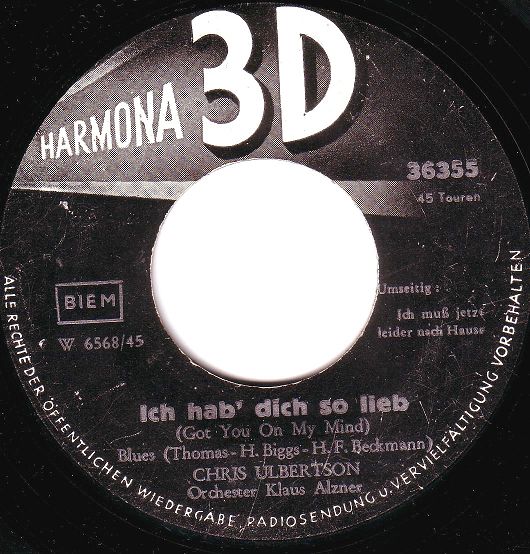 HARMONA 3D
36355
45 Touren
BIEM
W 6568/45
Umseitig :
Ich muß jetzt
leider nach Hause
Ich hab' dich so lieb
(Got You On My Mind)
Blues (Thomas - H. Biggs - H. F. Beckmann)
CHRIS ULBERTSON
Orchester Klaus Alzner
ALLE RECHTE DER ÖFFENTLICHEN WIEDERGABE, RADIOSENDUNG U. VERVIELFÄLTIGUNG VORBEHALTEN